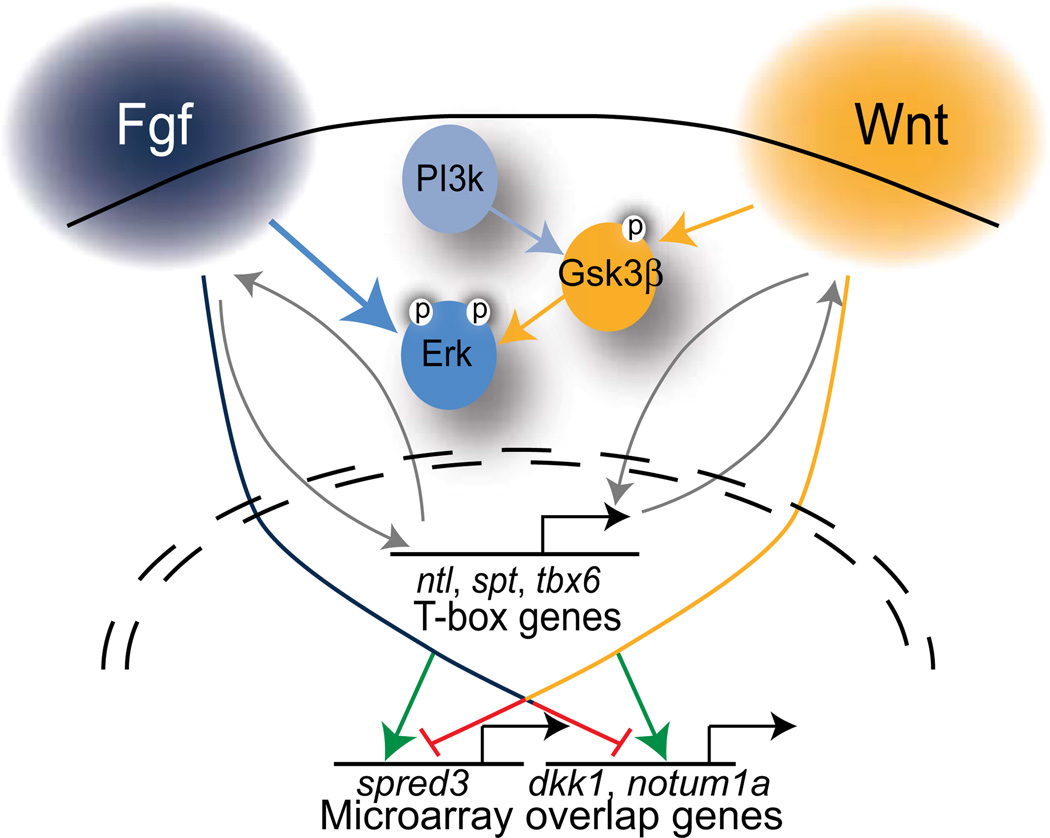 Fgf
Wnt
PI3k
p
Gsk3β
p p
Erk
ntl, spt, tbx6
T-box genes
spred3 dkk1, notum1a
Microarray overlap genes